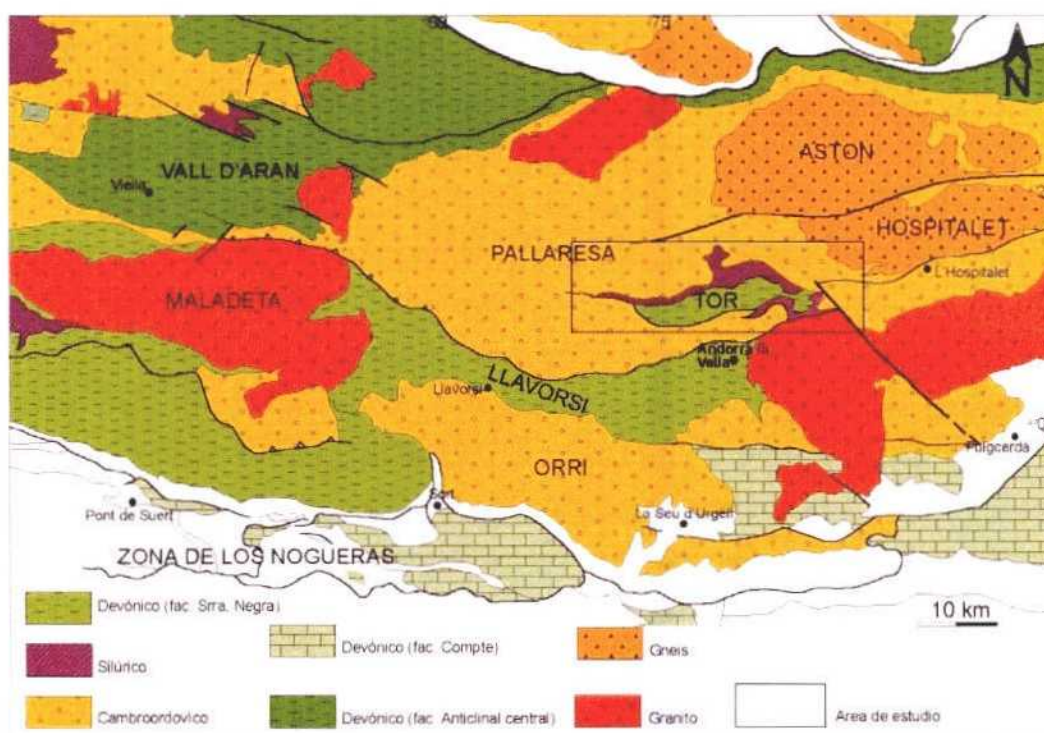 N
ASTON
VALL D'ARAN
Viella
HOSPITALET
PALLARESA
L'Hospitalet
MALADETA
TOR
Andorra la
Vella
LLAVORSI
Llavorsi
Puigcerda
ORRI
Sort
Pont de Suert
La Seu d'Urgell
ZONA DE LOS NOGUERAS
10 km
Devónico (fac. Srra. Negra)
Devónico (fac. Compte)
Gneis
Silúrico
Cambroordovico
Devónico (fac. Anticlinal central)
Granito
Area de estudio